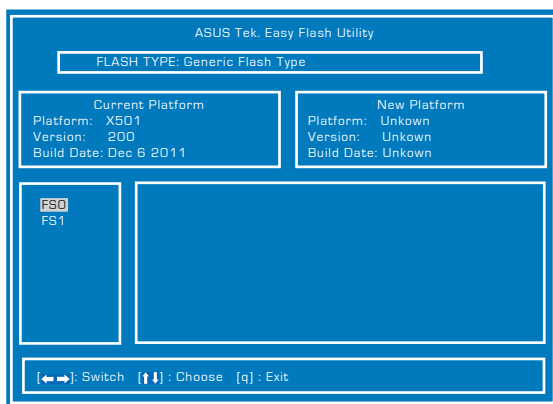 ASUS Tek. Easy Flash Utility
FLASH TYPE: Generic Flash Type
Current Platform
Platform: X501
Version: 200
Build Date: Dec 6 2011
New Platform
Platform: Unkown
Version: Unkown
Build Date: Unkown
FS0
FS1
[←→]: Switch [↑↓] : Choose [q] : Exit